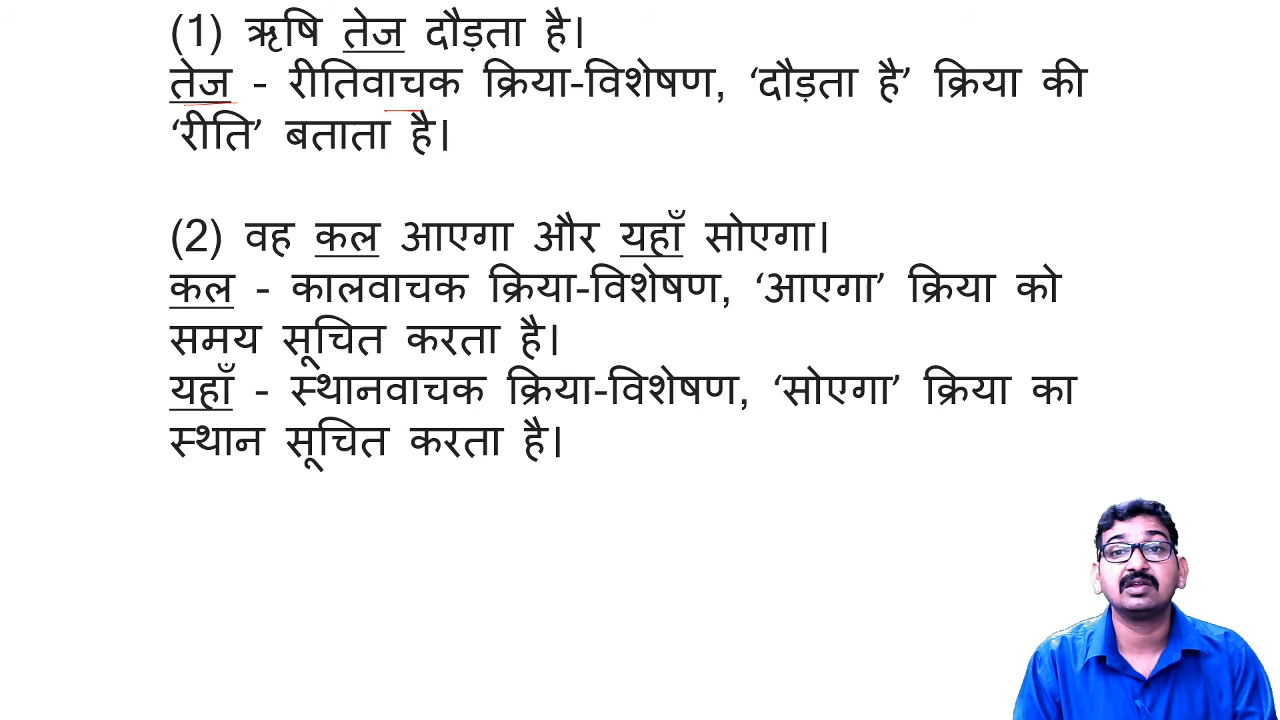 (1) ऋषि तेज दौड़ता है।
तेज - रीतिवाचक क्रिया-विशेषण, ‘दौड़ता है’ क्रिया की
‘रीति’ बताता है।
(2) वह कल आएगा और यहाँ सोएगा।
कल - कालवाचक क्रिया-विशेषण, ‘आएगा’ क्रिया को
समय सूचित करता है।
यहाँ - स्थानवाचक क्रिया-विशेषण, ‘सोएगा’ क्रिया का
स्थान सूचित करता है।